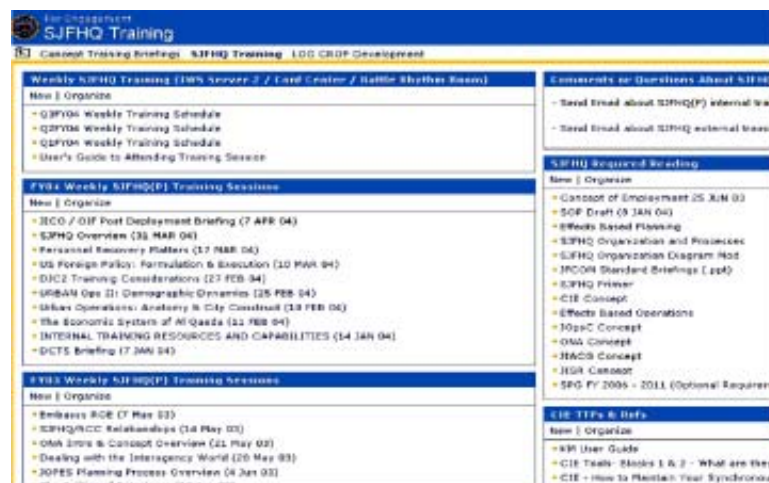 For Engagement
SJFHQ Training
Concept Training Briefings SJFHQ Training LOG CROP Development
Weekly SJFHQ Training (IWS Server 2 / Conf Center / Battle Rhythm Room)
New | Organize
Q3FY04 Weekly Training Schedule
Q2FY04 Weekly Training Schedule
Q1FY04 Weekly Training Schedule
User's Guide to Attending Training Session
FY04 Weekly SJFHQ(P) Training Sessions
New | Organize
JICO / OIF Post Deployment Briefing (7 APR 04)
SJFHQ Overview (31 MAR 04)
Personnel Recovery Matters (17 MAR 04)
US Foreign Policy: Formulation & Execution (10 MAR 04)
DJC2 Training Considerations (27 FEB 04)
URBAN Ops II: Demographic Dynamics (25 FEB 04)
Urban Operations: Anatomy & City Construct (18 FEB 04)
The Economic System of Al Qaeda (11 FEB 04)
INTERNAL TRAINING RESOURCES AND CAPABILITIES (14 JAN 04)
DCTS Briefing (7 JAN 04)
FY03 Weekly SJFHQ(P) Training Sessions
New | Organize
Embassy ROE (7 May 03)
SJFHQ/RCC Relationships (14 May 03)
ONA Intro & Concept Overview (21 May 03)
Dealing with the Interagency World (28 May 03)
JOPES Planning Process Overview (4 Jun 03)
Comments or Questions About SJFHQ
- Send Email about SJFHQ(P) internal tra
- Send Email about SJFHQ external
SJFHQ Required Reading
New | Organize
Concept of Employment 25 JUN 03
SOP Draft (8 JAN 04)
Effects Based Planning
SJFHQ Organization and Processes
SJFHQ Organization Diagram Mod
JFCOM Standard Briefings (.ppt)
SJFHQ Primer
CIE Concept
Effects Based Operations
JOpsC Concept
ONA Concept
JIACG Concept
JISR Concept
SPG FY 2006 - 2011 (Optional Requirem
CIE TTPs & Refs
New | Organize
KM User Guide
CIE Tools- Blocks 1 & 2 - What are thes
CIE - How to Maintain Your Synchronou